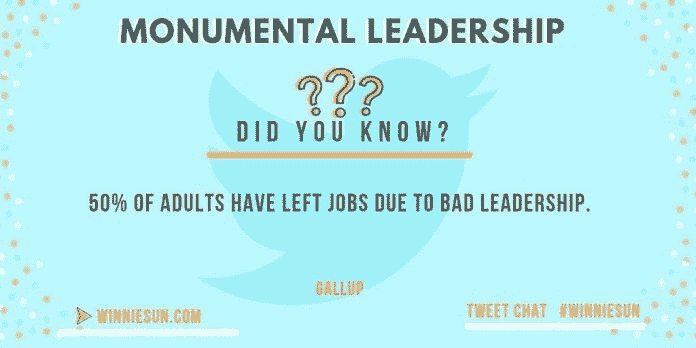 MONUMENTAL LEADERSHIP
???
DID YOU KNOW?
50% OF ADULTS HAVE LEFT JOBS DUE TO BAD LEADERSHIP.
GALLUP
WINNIESUN.COM
TWEET CHAT #WINNIESUN